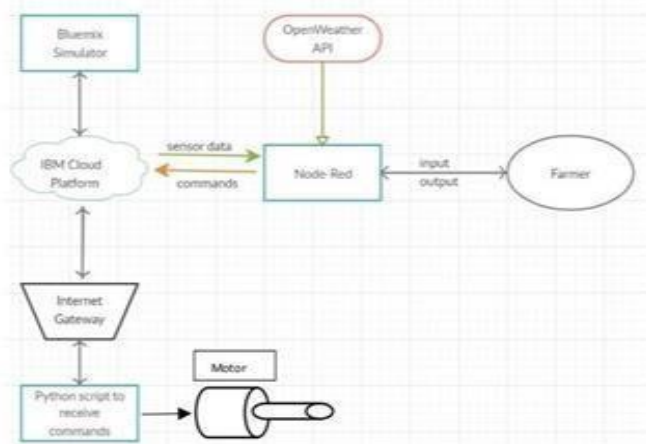 Bluemix
Simulator
OpenWeather
API
IBM Cloud
Platform
sensor data
commands
Node-Red
input
output
Farmer
Internet
Gateway
Python script to
receive
commands
Motor